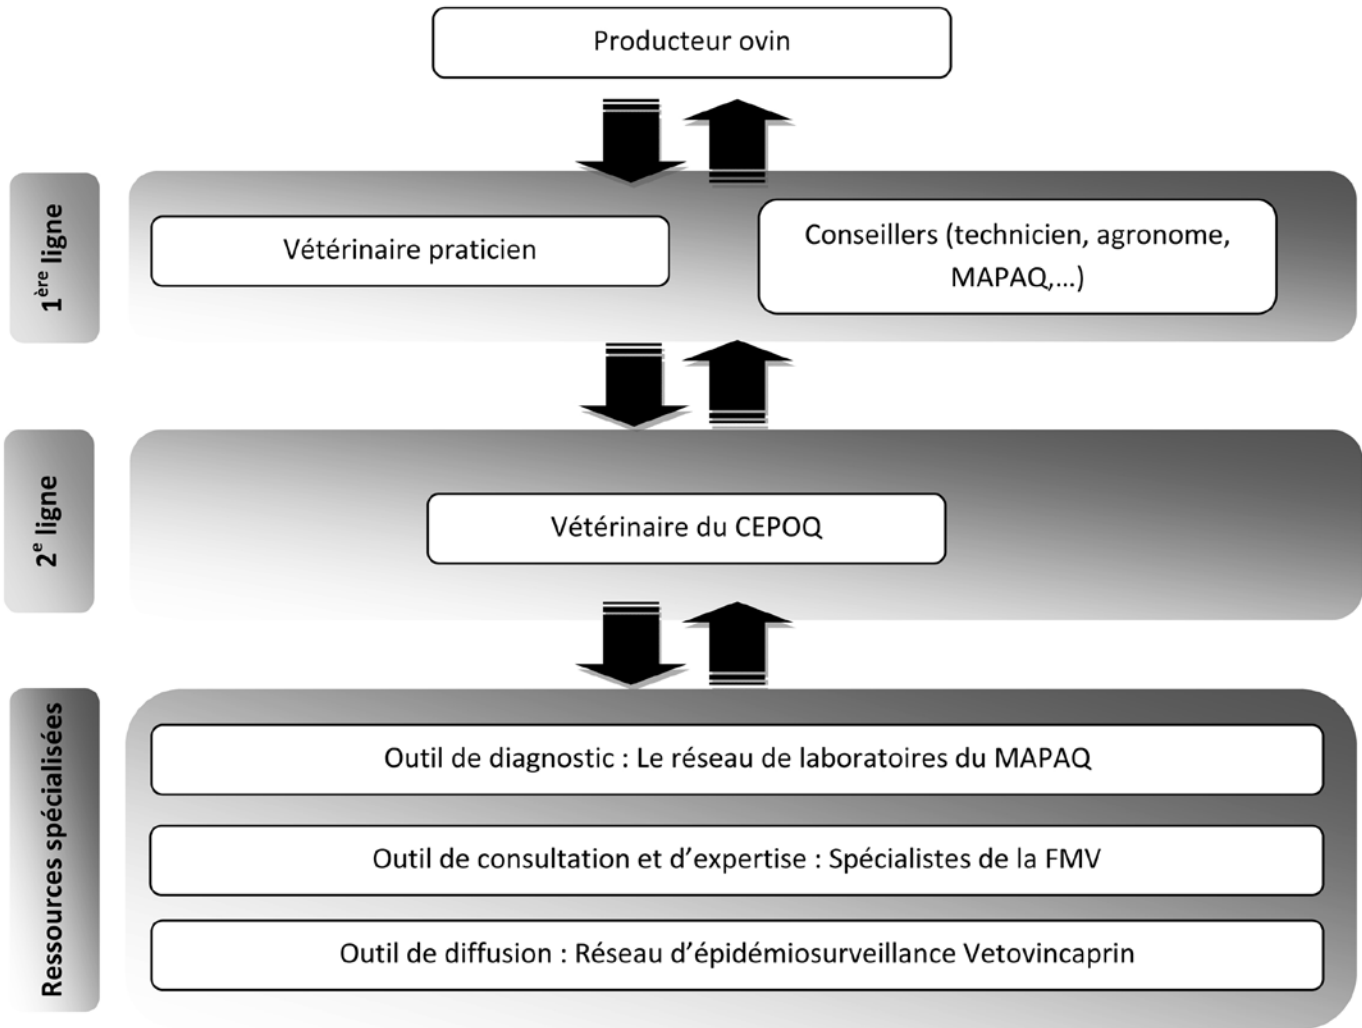 Producteur ovin
1ère ligne
Vétérinaire praticien
Conseillers (technicien, agronome,
MAPAQ,...)
2e ligne
Vétérinaire du CEPOQ
Ressources spécialisées
Outil de diagnostic : Le réseau de laboratoires du MAPAQ
Outil de consultation et d’expertise : Spécialistes de la FMV
Outil de diffusion : Réseau d’épidémiosurveillance Vetovincaprin